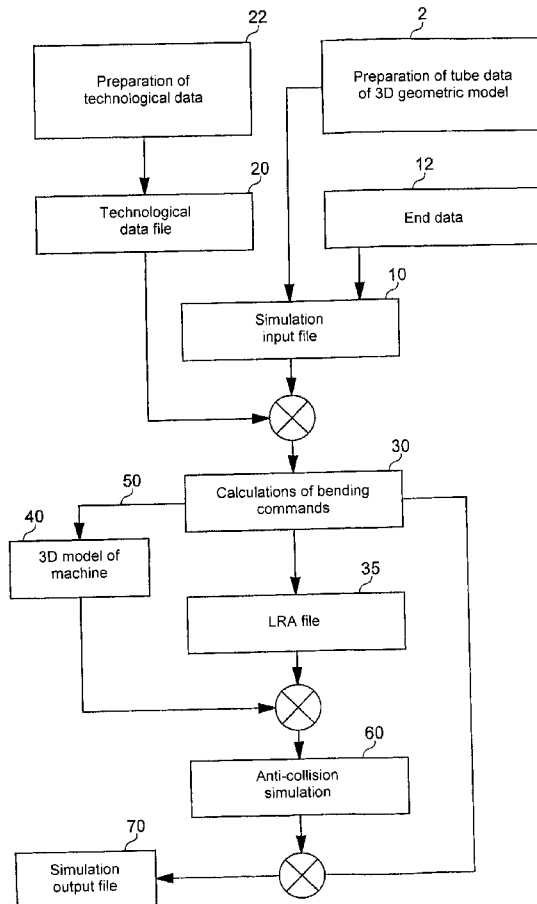 22
Preparation of
technological data
2
Preparation of tube data
of 3D geometric model
20
Technological
data file
12
End data
10
Simulation
input file
30
Calculations of bending
commands
50
40
3D model of
machine
35
LRA file
60
Anti-collision
simulation
70
Simulation
output file